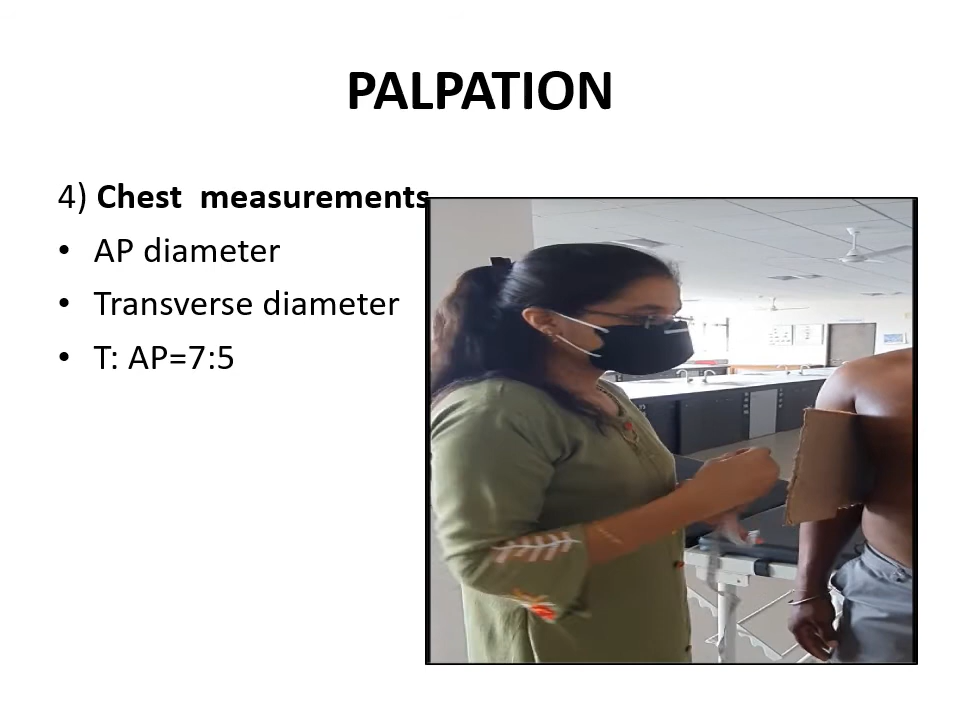 PALPATION
4) Chest measurements
• AP diameter
• Transverse diameter
• T: AP=7:5